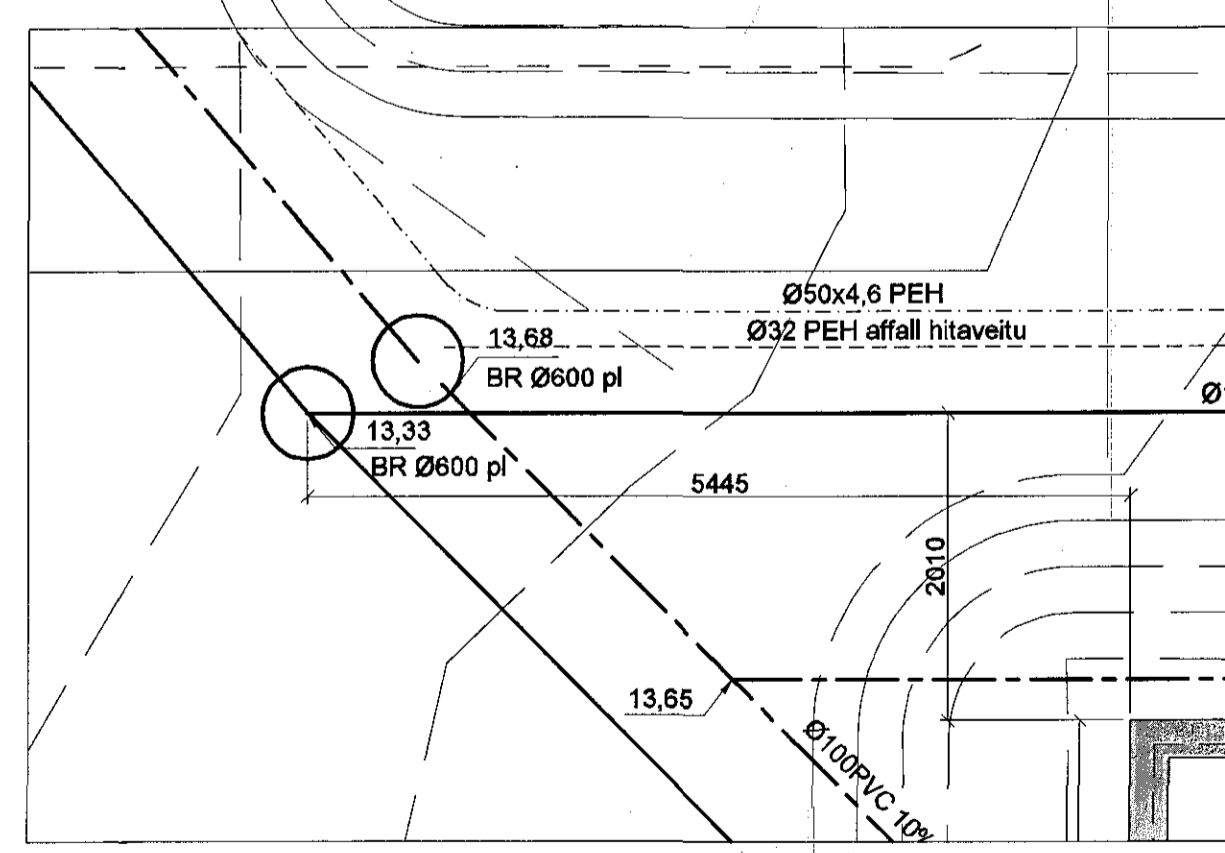 Ø50x4,6 PEH
Ø32 PEH affall hitaveitu
13,68
BR Ø600 pl
13,33
BR Ø600 pl
5445
2010
13,65
Ø100PVC 10%